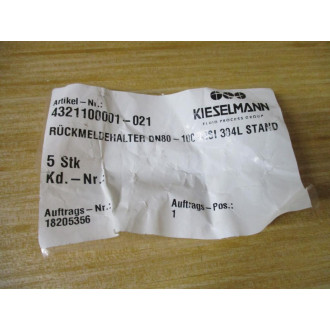 Artikel-Nr.:
4321100001-021
KIESELMANN
FLUID PROCESS GROUP
RÜCKMELDEHALTER DN80-100 AISI 304L STAND
5 Stk
Kd.-Nr.:
Auftrags-Nr.:
18205356
Auftrags-Pos.:
1